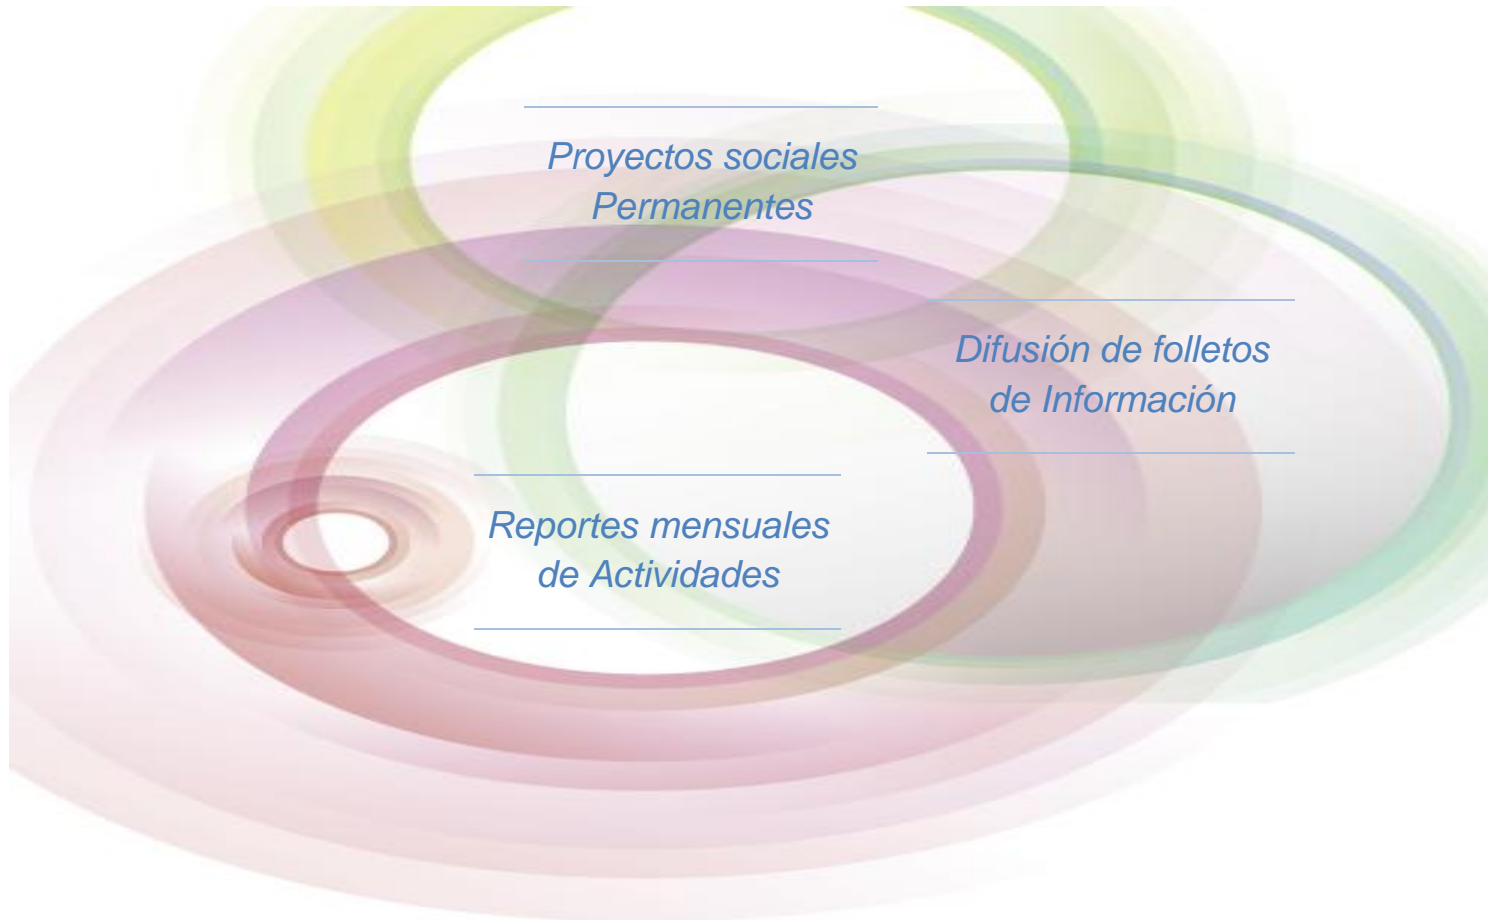 Proyectos sociales
Permanentes
Difusión de folletos
de Información
Reportes mensuales
de Actividades